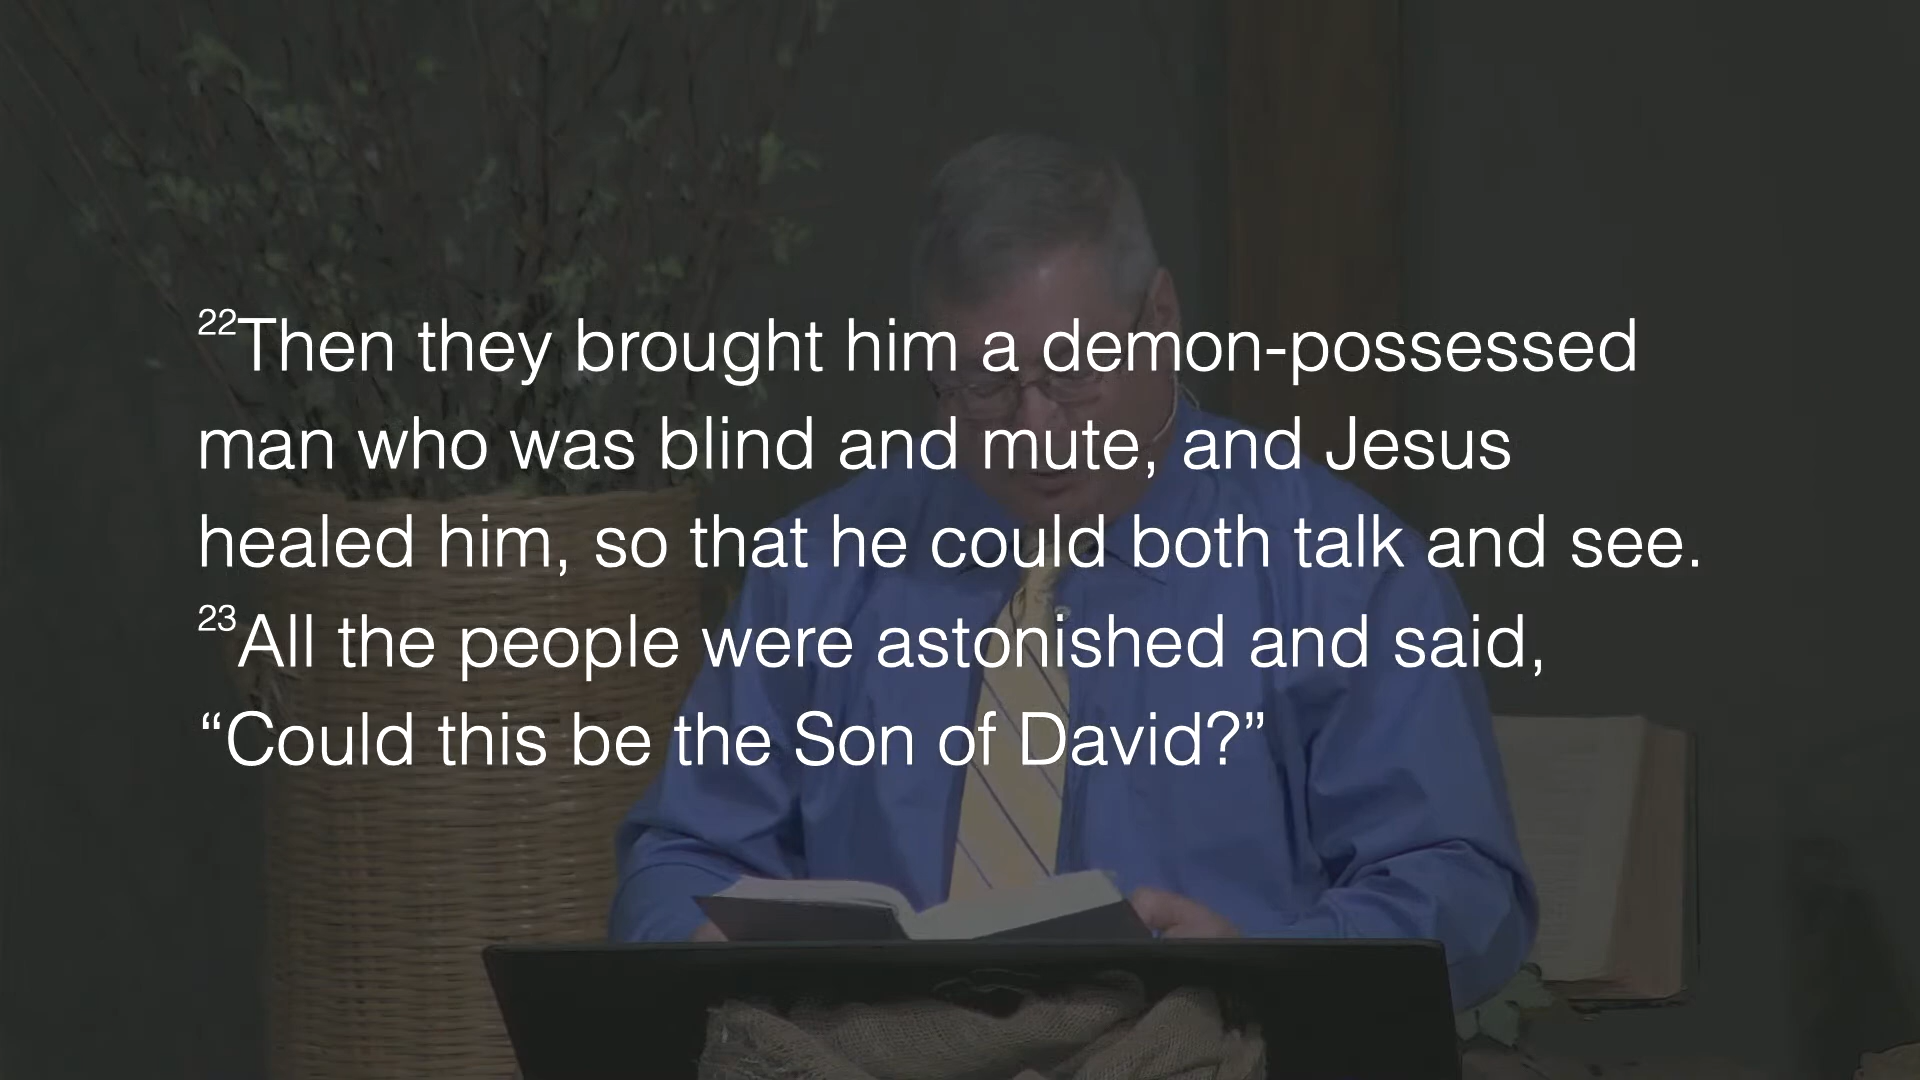 22Then they brought him a demon-possessed
man who was blind and mute, and Jesus
healed him, so that he could both talk and see.
23All the people were astonished and said,
“Could this be the Son of David?”